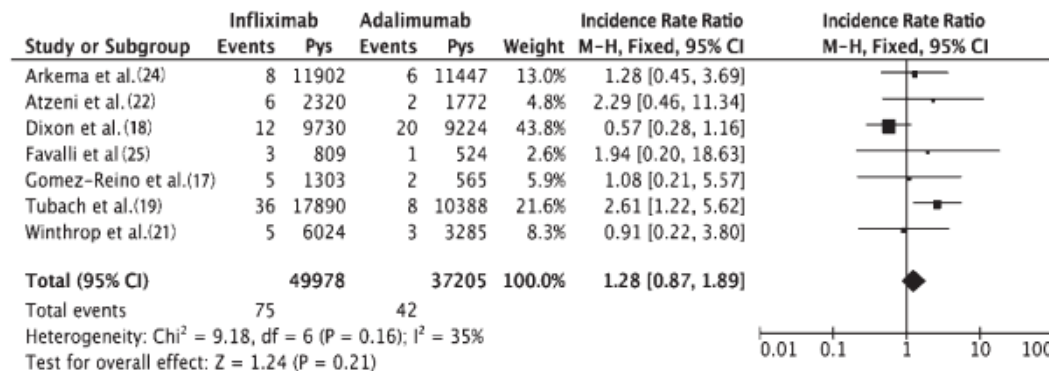 Infliximab Adalimumab Incidence Rate Ratio Incidence Rate Ratio
Study or Subgroup Events Pys Events Pys Weight M-H, Fixed, 95% CI M-H, Fixed, 95% CI
Arkema et al.(24) 8 11902 6 11447 13.0% 1.28 [0.45, 3.69]
Atzeni et al.(22) 6 2320 2 1772 4.8% 2.29 [0.46, 11.34]
Dixon et al.(18) 12 9730 20 9224 43.8% 0.57 [0.28, 1.16]
Favalli et al(25) 3 809 1 524 2.6% 1.94 [0.20, 18.63]
Gomez-Reino et al.(17) 5 1303 2 565 5.9% 1.08 [0.21, 5.57]
Tubach et al.(19) 36 17890 8 10388 21.6% 2.61 [1.22, 5.62]
Winthrop et al.(21) 5 6024 3 3285 8.3% 0.91 [0.22, 3.80]
Total (95% CI) 49978 37205 100.0% 1.28 [0.87, 1.89]
Total events 75 42
Heterogeneity: Chi² = 9.18, df = 6 (P = 0.16); I² = 35%
Test for overall effect: Z = 1.24 (P = 0.21)
0.01 0.1 1 10 100